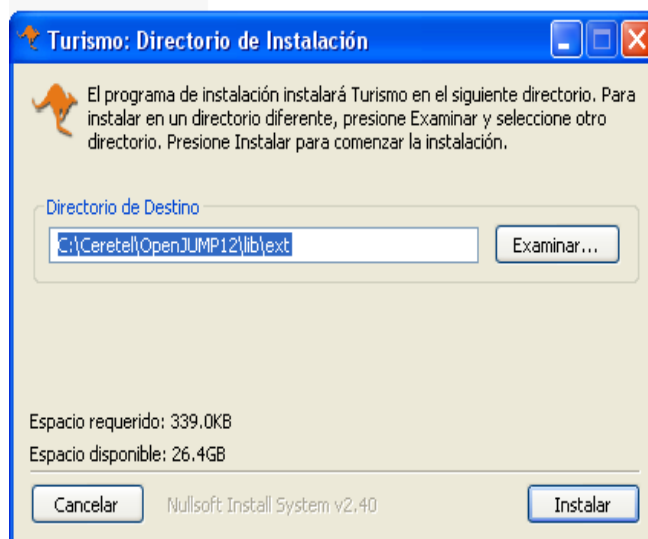 Turismo: Directorio de Instalación
El programa de instalación instalará Turismo en el siguiente directorio. Para
instalar en un directorio diferente, presione Examinar y seleccione otro
directorio. Presione Instalar para comenzar la instalación.
Directorio de Destino
C:\Ceretel\OpenJUMP12\lib\ext
Examinar...
Espacio requerido: 339.0KB
Espacio disponible: 26.4GB
Cancelar
Nullsoft Install System v2.40
Instalar